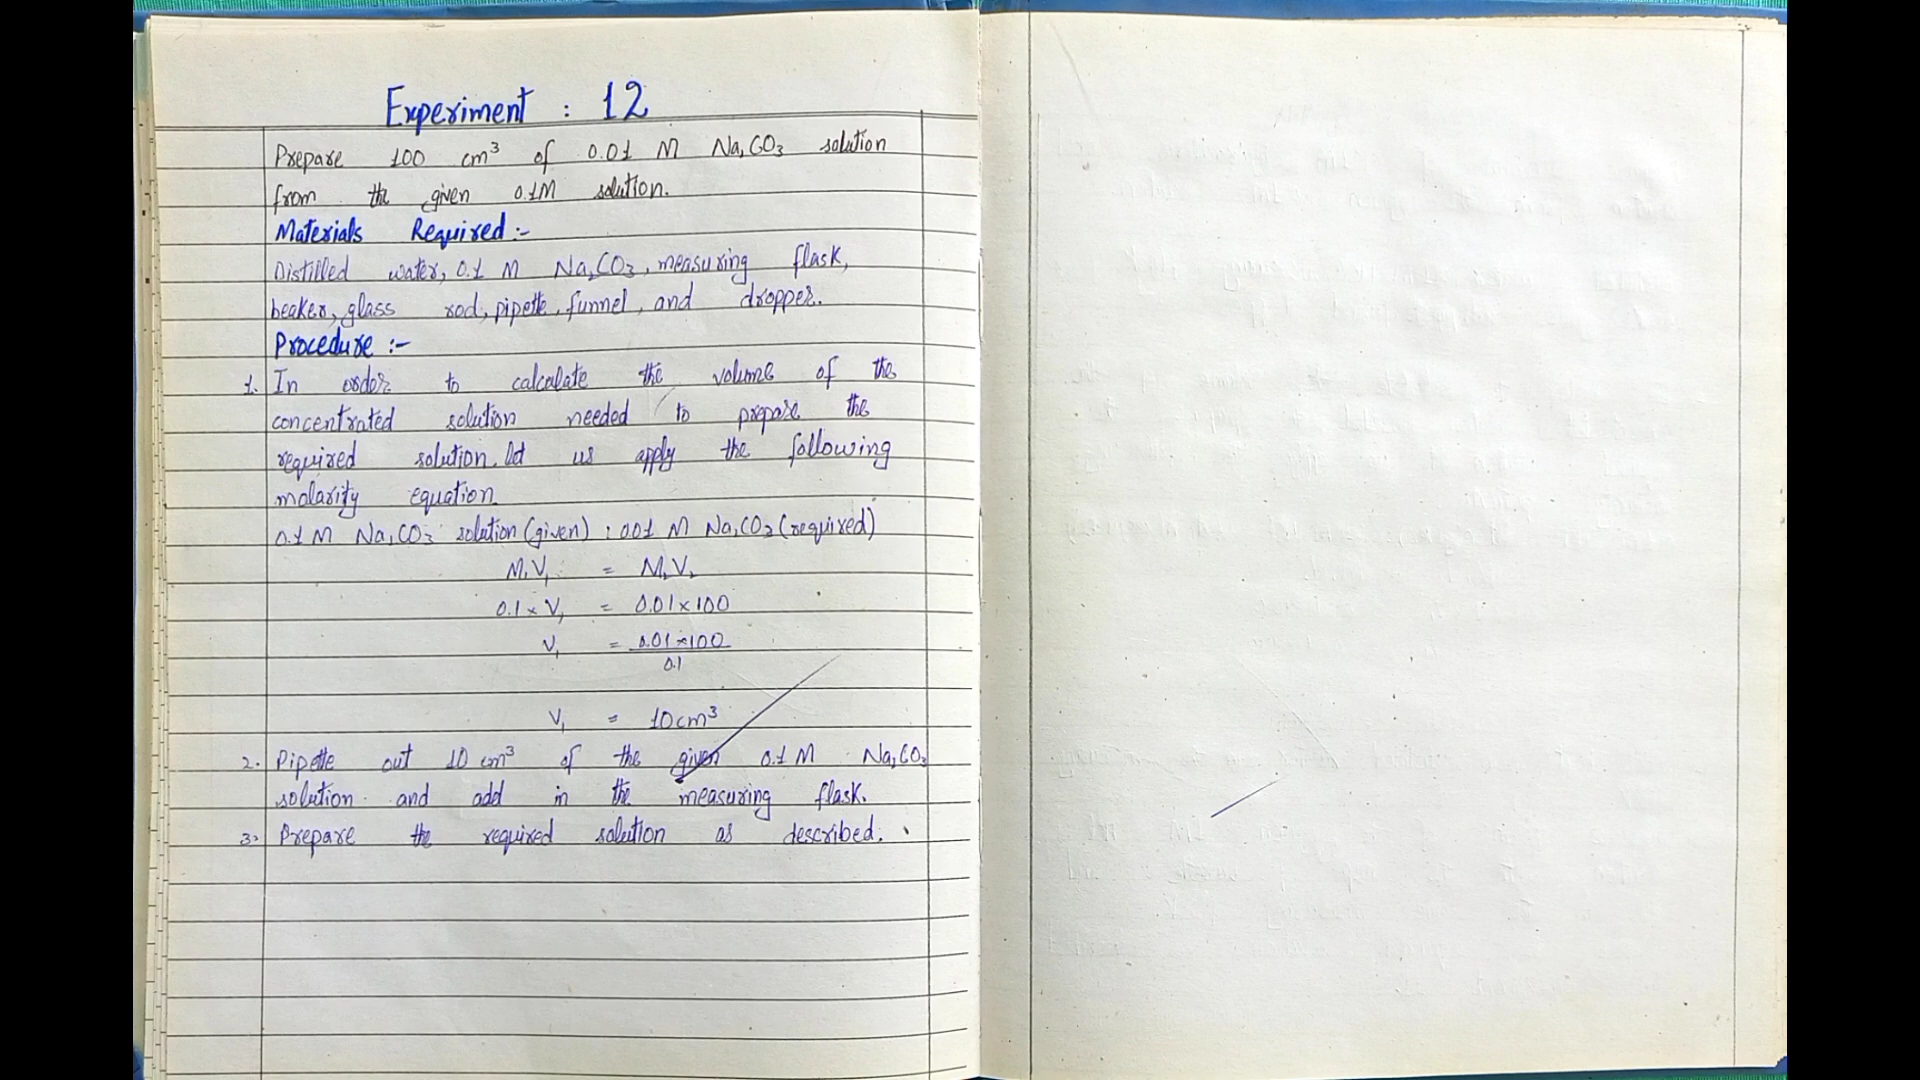 Experiment : 12
Prepare 100 cm³ of 0.01 M Na₂CO₃ solution
from the given 0.1M solution.
Materials Required :-
Distilled water, 0.1 M Na₂CO₃, measuring flask,
beaker, glass rod, pipette, funnel, and dropper.
Procedure :-
1. In order to calculate the volume of the
concentrated solution needed to prepare the
required solution, let us apply the following
molarity equation
0.1 M Na₂CO₃ solution (given) : 0.01 M Na₂CO₃ (required)
M₁V₁ = M₂V₂
0.1 × V₁ = 0.01 × 100
V₁ = 0.01 × 100
0.1
V₁ = 10 cm³
2. Pipette out 10 cm³ of the given 0.1 M Na₂CO₃
solution and add in the measuring flask.
3. Prepare the required solution as described.